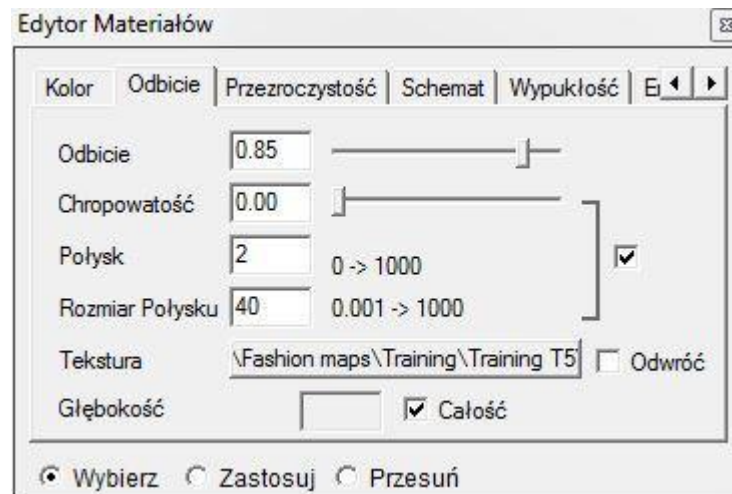 Edytor Materiałów
Kolor Odbicie Przezroczystość Schemat Wypukłość
Odbicie 0.85
Chropowatość 0.00
Połysk 2 0 -> 1000
Rozmiar Połysku 40 0.001 -> 1000
Tekstura \Fashion maps\Training\Training T5 Odwróć
Głębokość Całość
Wybierz Zastosuj Przesuń